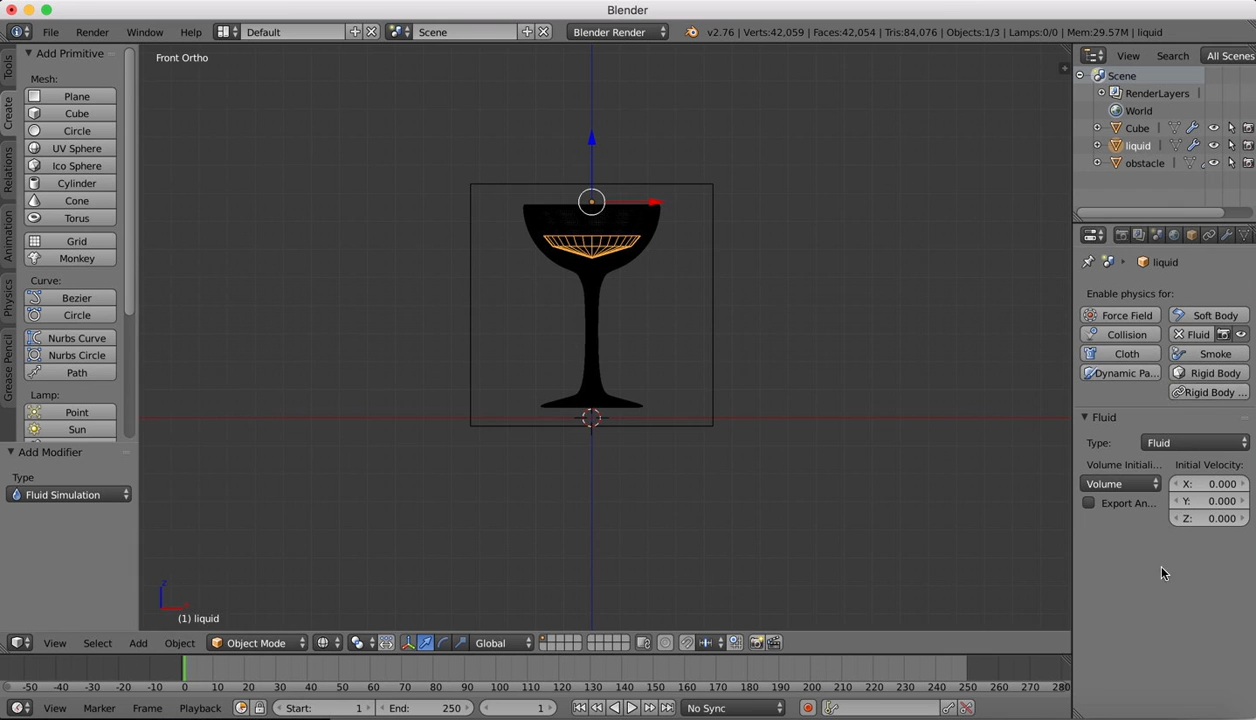 Blender
File Render Window Help Default Scene Blender Render v2.76 | Verts:42,059 | Faces:42,054 | Tris:84,076 | Objects:1/3 | Lamps:0/0 | Mem:29.57M | liquid
Tools
Create
Relations
Animation
Physics
Grease Pencil
Add Primitive
Mesh:
Plane
Cube
Circle
UV Sphere
Ico Sphere
Cylinder
Cone
Torus
Grid
Monkey
Curve:
Bezier
Circle
Nurbs Curve
Nurbs Circle
Path
Lamp:
Point
Sun
Add Modifier
Type
Fluid Simulation
Front Ortho
z
(1) liquid
View Select Add Object Object Mode Global
-50 -40 -30 -20 -10 0 10 20 30 40 50 60 70 80 90 100 110 120 130 140 150 160 170 180 190 200 210 220 230 240 250 260 270 280
View Marker Frame Playback Start: 1 End: 250 1 No Sync
View Search All Scenes
Scene
RenderLayers
World
Cube
liquid
obstacle
liquid
Enable physics for:
Force Field Soft Body
Collision Fluid
Cloth Smoke
Dynamic Pa... Rigid Body
Rigid Body ...
Fluid
Type: Fluid
Volume Initiali... Initial Velocity:
Volume X: 0.000
Export An... Y: 0.000
Z: 0.000